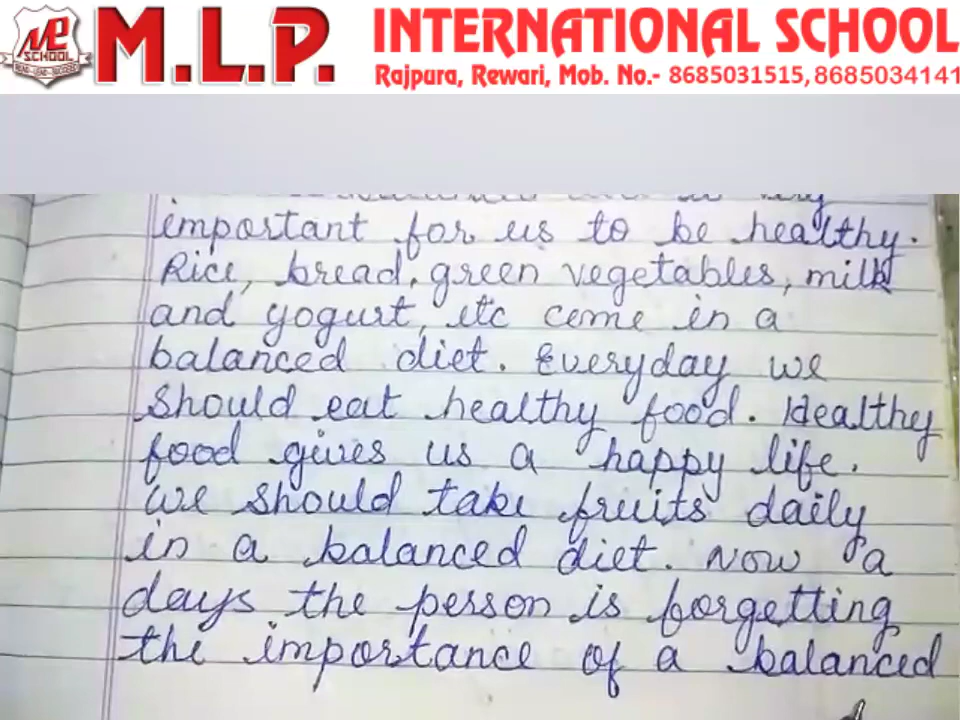 MLP
SCHOOL
M.L.P.
INTERNATIONAL SCHOOL
Rajpura, Rewari, Mob. No.- 8685031515, 8685034141
important for us to be healthy.
Rice, bread, green vegetables, milk
and yogurt, etc come in a
balanced diet. Everyday we
should eat healthy food. Healthy
food gives us a happy life.
we should take fruits daily
in a balanced diet. Now a
days the person is forgetting
the importance of a balanced